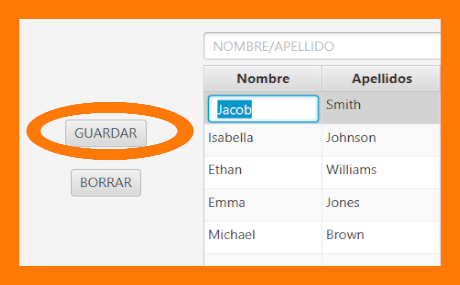 NOMBRE/APELLIDO
Nombre Apellidos
Jacob Smith
GUARDAR
Isabella Johnson
Ethan Williams
BORRAR
Emma Jones
Michael Brown